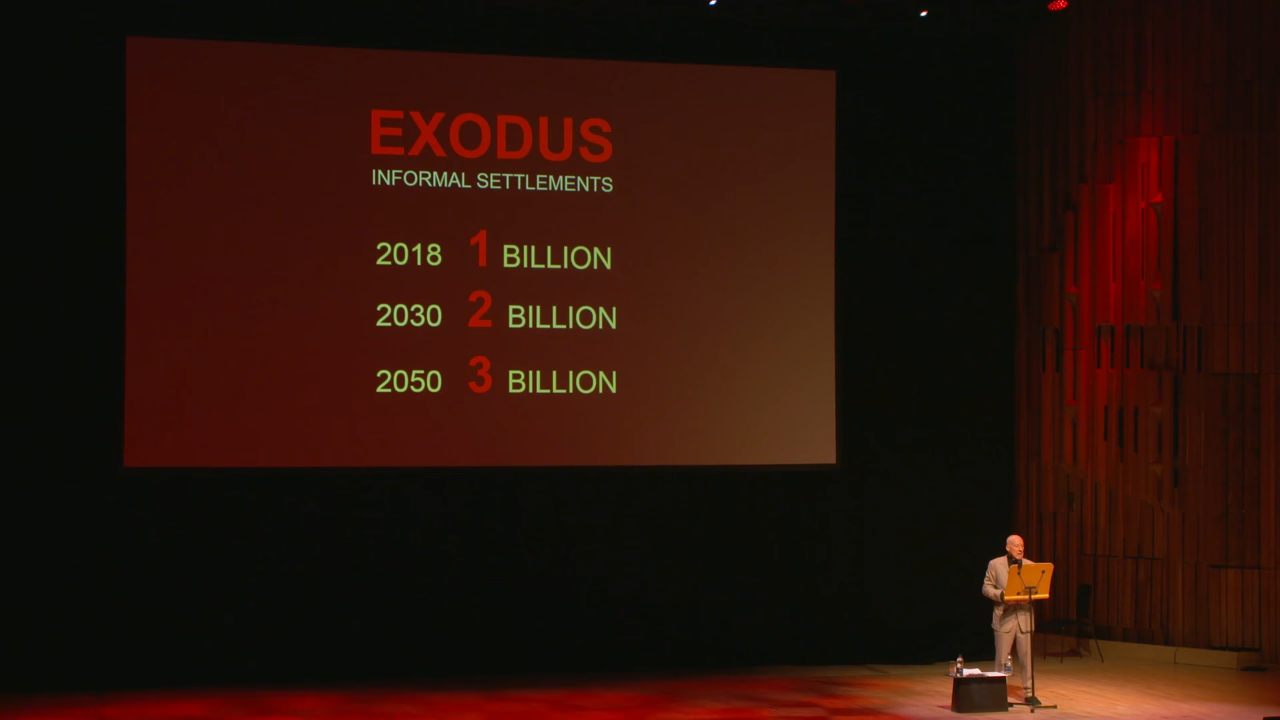 EXODUS
INFORMAL SETTLEMENTS
2018 1 BILLION
2030 2 BILLION
2050 3 BILLION